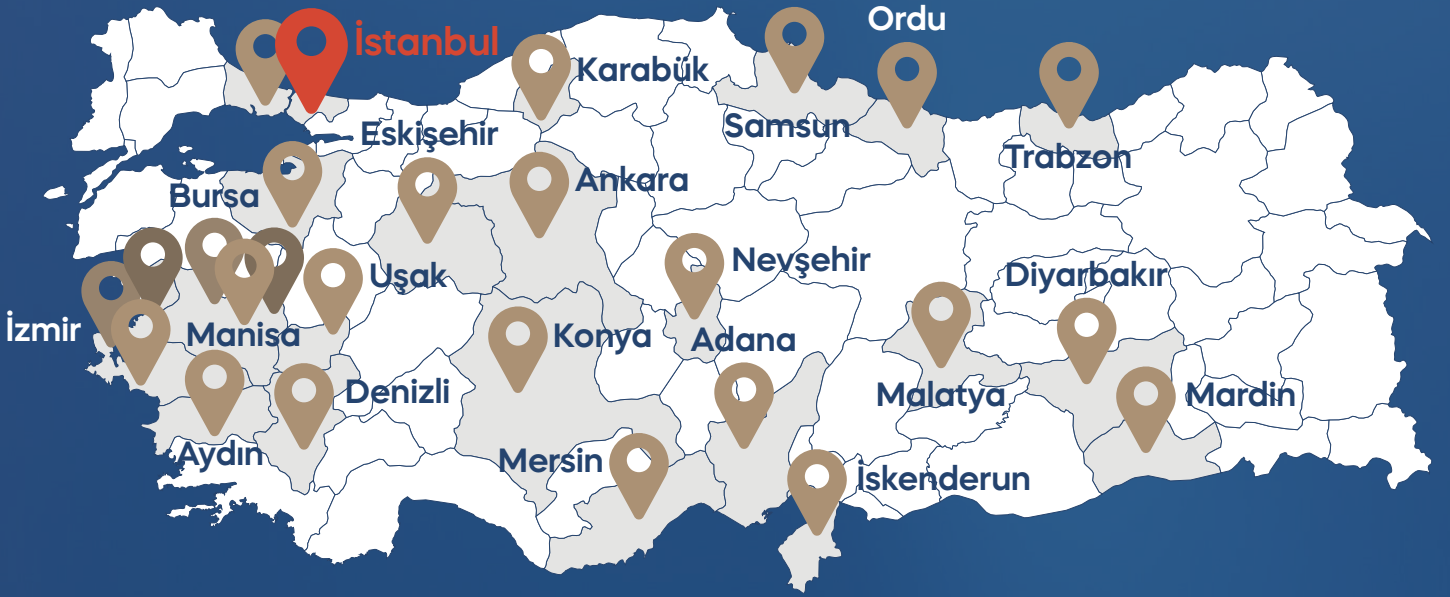 Ordu
İstanbul
Karabük
Samsun
Eskişehir
Trabzon
Ankara
Bursa
Nevşehir
Uşak
Diyarbakır
İzmir
Manisa
Konya
Adana
Denizli
Malatya
Mardin
Aydın
Mersin
İskenderun